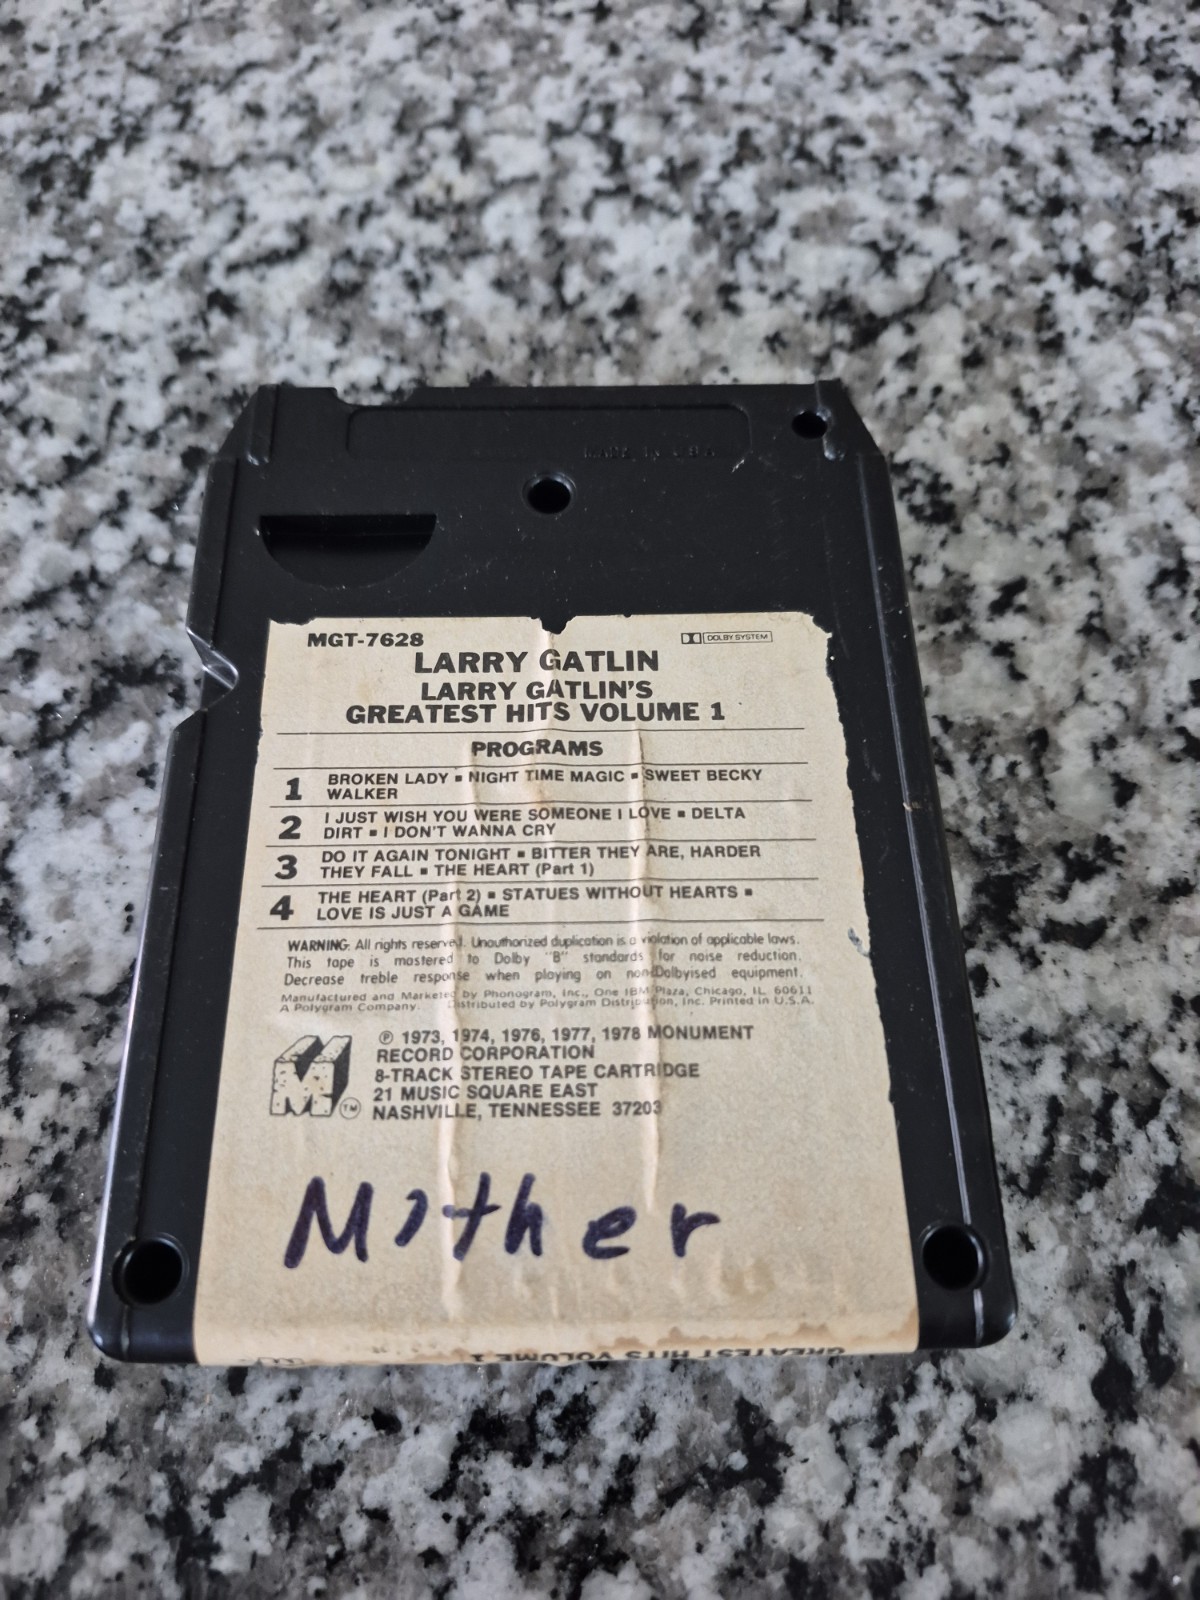 MADE IN USA
MGT-7628
DOLBY SYSTEM
LARRY GATLIN
LARRY GATLIN'S
GREATEST HITS VOLUME 1
PROGRAMS
1 BROKEN LADY ▪ NIGHT TIME MAGIC ▪ SWEET BECKY
WALKER
2 I JUST WISH YOU WERE SOMEONE I LOVE ▪ DELTA
DIRT ▪ I DON'T WANNA CRY
3 DO IT AGAIN TONIGHT ▪ BITTER THEY ARE, HARDER
THEY FALL ▪ THE HEART (Part 1)
4 THE HEART (Part 2) ▪ STATUES WITHOUT HEARTS ▪
LOVE IS JUST A GAME
WARNING: All rights reserved. Unauthorized duplication is a violation of applicable laws.
This tape is mastered to Dolby "B" standards for noise reduction.
Decrease treble response when playing on non-Dolbyised equipment.
Manufactured and Marketed by Phonogram, Inc., One IBM Plaza, Chicago, IL 60611
A Polygram Company. Distributed by Polygram Distribution, Inc. Printed in U.S.A.
M TM
℗ 1973, 1974, 1976, 1977, 1978 MONUMENT
RECORD CORPORATION
8-TRACK STEREO TAPE CARTRIDGE
21 MUSIC SQUARE EAST
NASHVILLE, TENNESSEE 37203
Mother
GREATEST HITS VOLUME 1